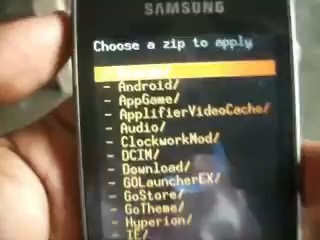 SAMSUNG
Choose a zip to apply
- Android/
- AppGame/
- ApplifierVideoCache/
- Audio/
- ClockworkMod/
- DCIM/
- Download/
- GOLauncherEX/
- GoStore/
- GoTheme/
- Hyperion/